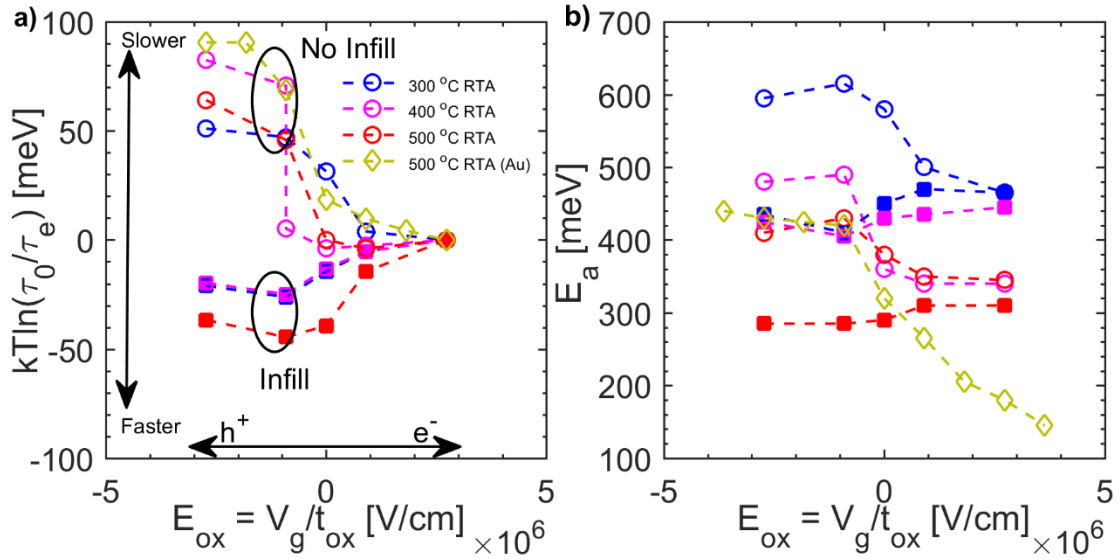 a)
100
50
0
-50
-100
kTln(τ0/τe) [meV]
Slower
No Infill
300 °C RTA
400 °C RTA
500 °C RTA
500 °C RTA (Au)
Infill
Faster
h+
e-
-5
0
5
Eox = Vg/tox [V/cm]
×10^6
b)
700
600
500
400
300
200
100
Ea [meV]
-5
0
5
Eox = Vg/tox [V/cm]
×10^6